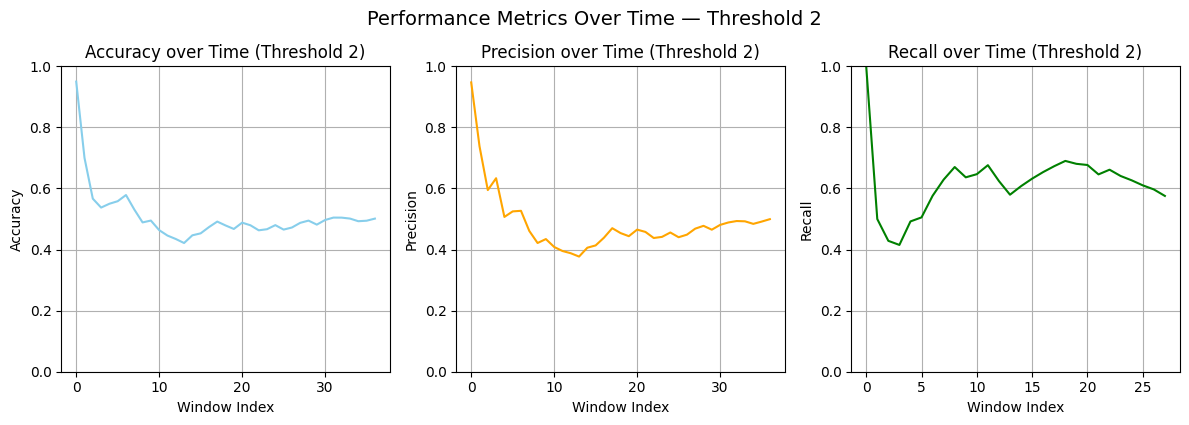 Performance Metrics Over Time — Threshold 2
Accuracy over Time (Threshold 2)
1.0
0.8
0.6
0.4
0.2
0.0
Accuracy
0 10 20 30
Window Index
Precision over Time (Threshold 2)
1.0
0.8
0.6
0.4
0.2
0.0
Precision
0 10 20 30
Window Index
Recall over Time (Threshold 2)
1.0
0.8
0.6
0.4
0.2
0.0
Recall
0 5 10 15 20 25
Window Index